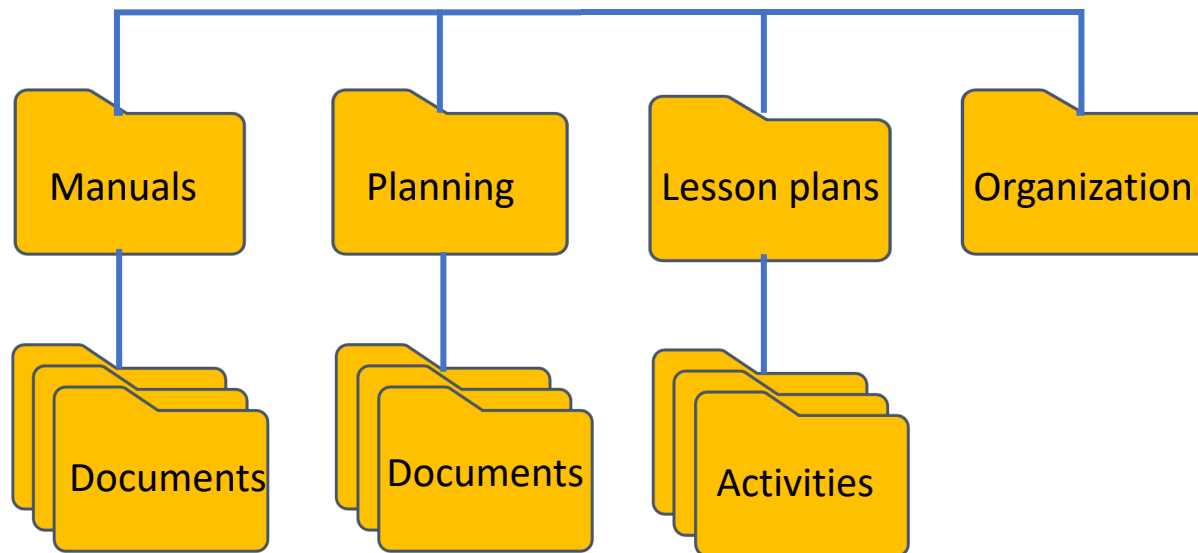 Manuals
Planning
Lesson plans
Organization
Documents
Documents
Activities